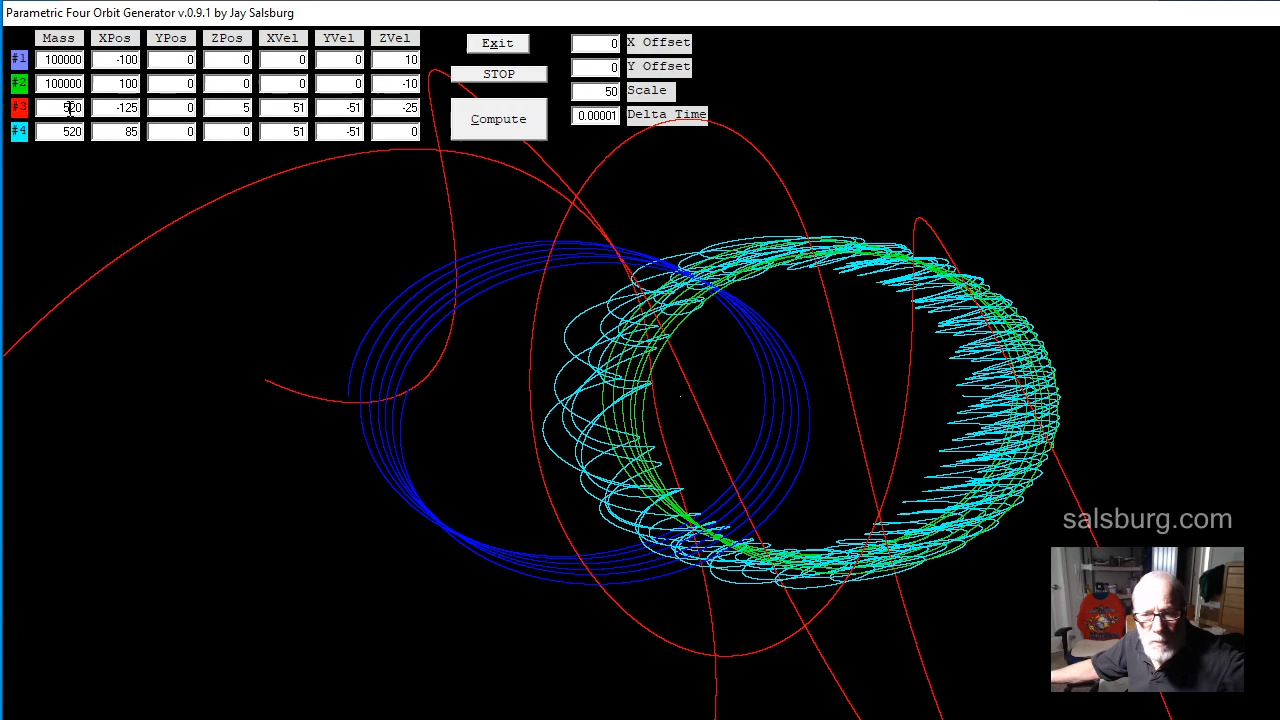 Parametric Four Orbit Generator v.0.9.1 by Jay Salsburg
Mass XPos YPos ZPos XVel YVel ZVel
#1 100000 -100 0 0 0 0 10
#2 100000 100 0 0 0 0 -10
#3 520 -125 0 5 51 -51 -25
#4 520 85 0 0 51 -51 0
Exit
STOP
Compute
0 X Offset
0 Y Offset
50 Scale
0.00001 Delta Time
salsburg.com